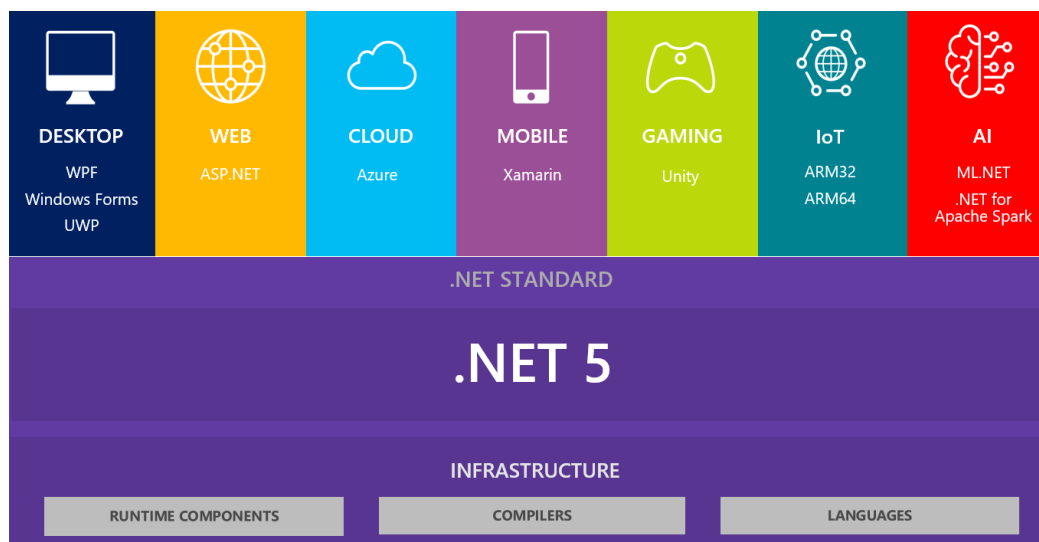 DESKTOP
WPF
Windows Forms
UWP
WEB
ASP.NET
CLOUD
Azure
MOBILE
Xamarin
GAMING
Unity
IoT
ARM32
ARM64
AI
ML.NET
.NET for
Apache Spark
.NET STANDARD
.NET 5
INFRASTRUCTURE
RUNTIME COMPONENTS
COMPILERS
LANGUAGES